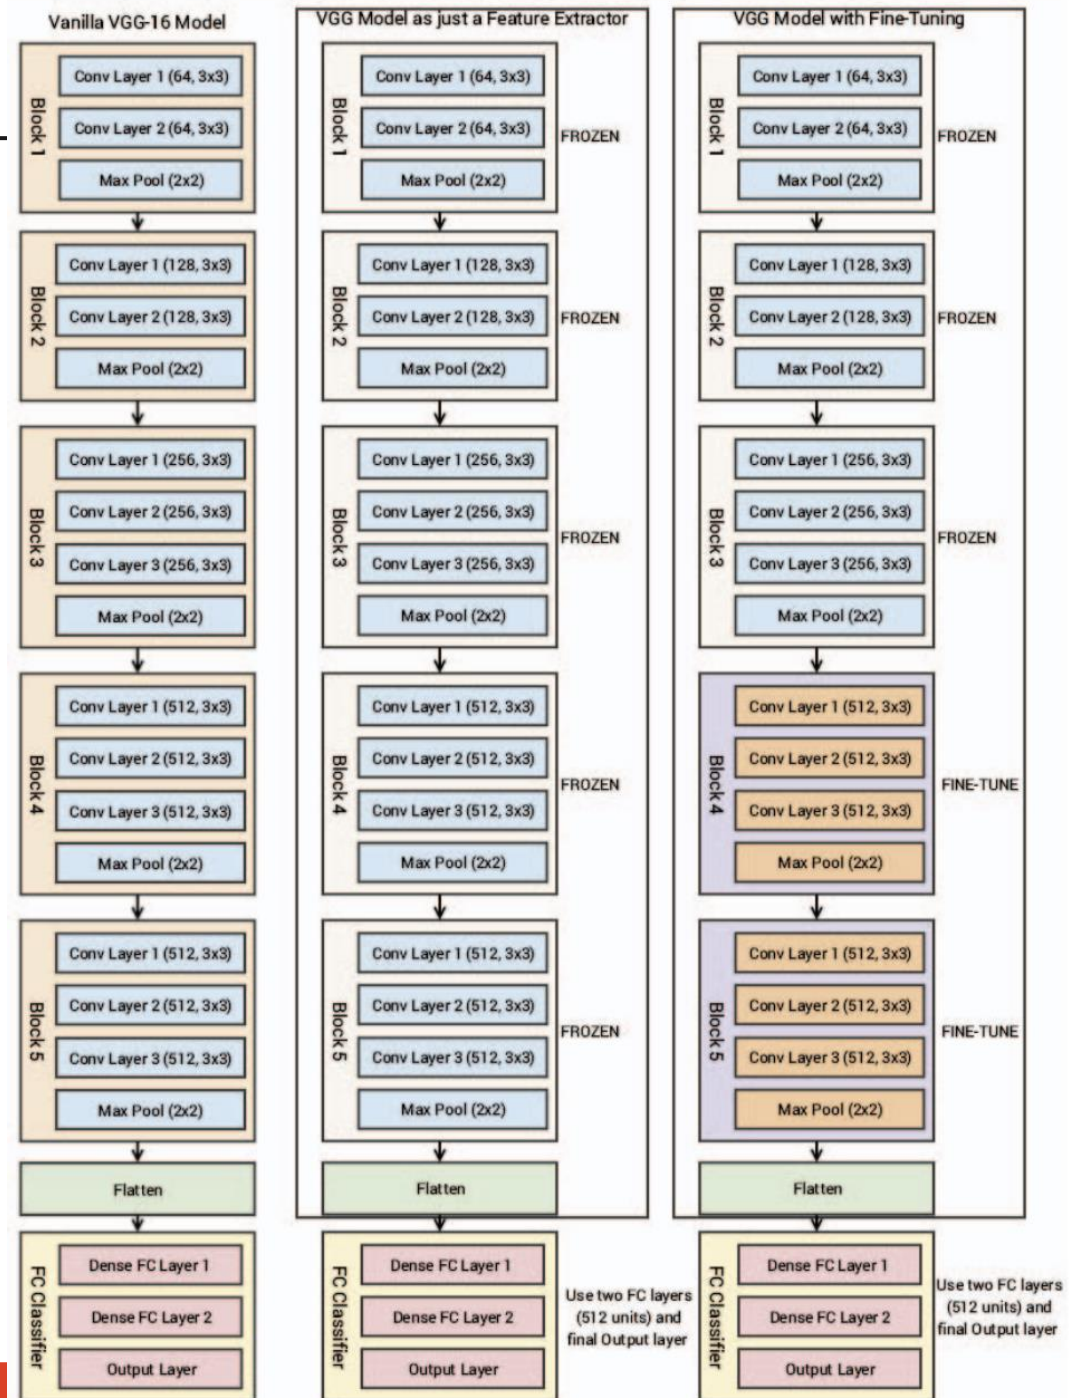 Vanilla VGG-16 Model
Block 1
Conv Layer 1 (64, 3x3)
Conv Layer 2 (64, 3x3)
Max Pool (2x2)
Block 2
Conv Layer 1 (128, 3x3)
Conv Layer 2 (128, 3x3)
Max Pool (2x2)
Block 3
Conv Layer 1 (256, 3x3)
Conv Layer 2 (256, 3x3)
Conv Layer 3 (256, 3x3)
Max Pool (2x2)
Block 4
Conv Layer 1 (512, 3x3)
Conv Layer 2 (512, 3x3)
Conv Layer 3 (512, 3x3)
Max Pool (2x2)
Block 5
Conv Layer 1 (512, 3x3)
Conv Layer 2 (512, 3x3)
Conv Layer 3 (512, 3x3)
Max Pool (2x2)
Flatten
FC Classifier
Dense FC Layer 1
Dense FC Layer 2
Output Layer
VGG Model as just a Feature Extractor
Block 1
Conv Layer 1 (64, 3x3)
Conv Layer 2 (64, 3x3)
Max Pool (2x2)
FROZEN
Block 2
Conv Layer 1 (128, 3x3)
Conv Layer 2 (128, 3x3)
Max Pool (2x2)
FROZEN
Block 3
Conv Layer 1 (256, 3x3)
Conv Layer 2 (256, 3x3)
Conv Layer 3 (256, 3x3)
Max Pool (2x2)
FROZEN
Block 4
Conv Layer 1 (512, 3x3)
Conv Layer 2 (512, 3x3)
Conv Layer 3 (512, 3x3)
Max Pool (2x2)
FROZEN
Block 5
Conv Layer 1 (512, 3x3)
Conv Layer 2 (512, 3x3)
Conv Layer 3 (512, 3x3)
Max Pool (2x2)
FROZEN
Flatten
FC Classifier
Dense FC Layer 1
Dense FC Layer 2
Output Layer
Use two FC layers
(512 units) and
final Output layer
VGG Model with Fine-Tuning
Block 1
Conv Layer 1 (64, 3x3)
Conv Layer 2 (64, 3x3)
Max Pool (2x2)
FROZEN
Block 2
Conv Layer 1 (128, 3x3)
Conv Layer 2 (128, 3x3)
Max Pool (2x2)
FROZEN
Block 3
Conv Layer 1 (256, 3x3)
Conv Layer 2 (256, 3x3)
Conv Layer 3 (256, 3x3)
Max Pool (2x2)
FROZEN
Block 4
Conv Layer 1 (512, 3x3)
Conv Layer 2 (512, 3x3)
Conv Layer 3 (512, 3x3)
Max Pool (2x2)
FINE-TUNE
Block 5
Conv Layer 1 (512, 3x3)
Conv Layer 2 (512, 3x3)
Conv Layer 3 (512, 3x3)
Max Pool (2x2)
FINE-TUNE
Flatten
FC Classifier
Dense FC Layer 1
Dense FC Layer 2
Output Layer
Use two FC layers
(512 units) and
final Output layer